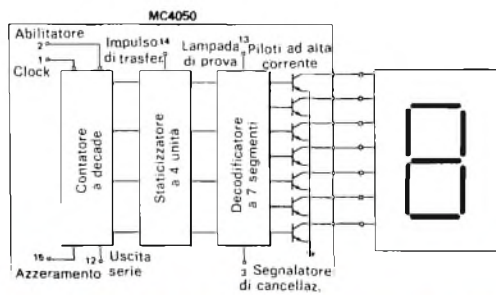 MC4050
Abilitatore
2
1
Clock
Impulso 14
di trasfer.
Lampada 13
di prova
Piloti ad alta
corrente
Contatore
a decade
Staticizzatore
a 4 unità
Decodificatore
a 7 segmenti
15
Azzeramento
12
Uscita
serie
3
Segnalatore
di cancellaz.